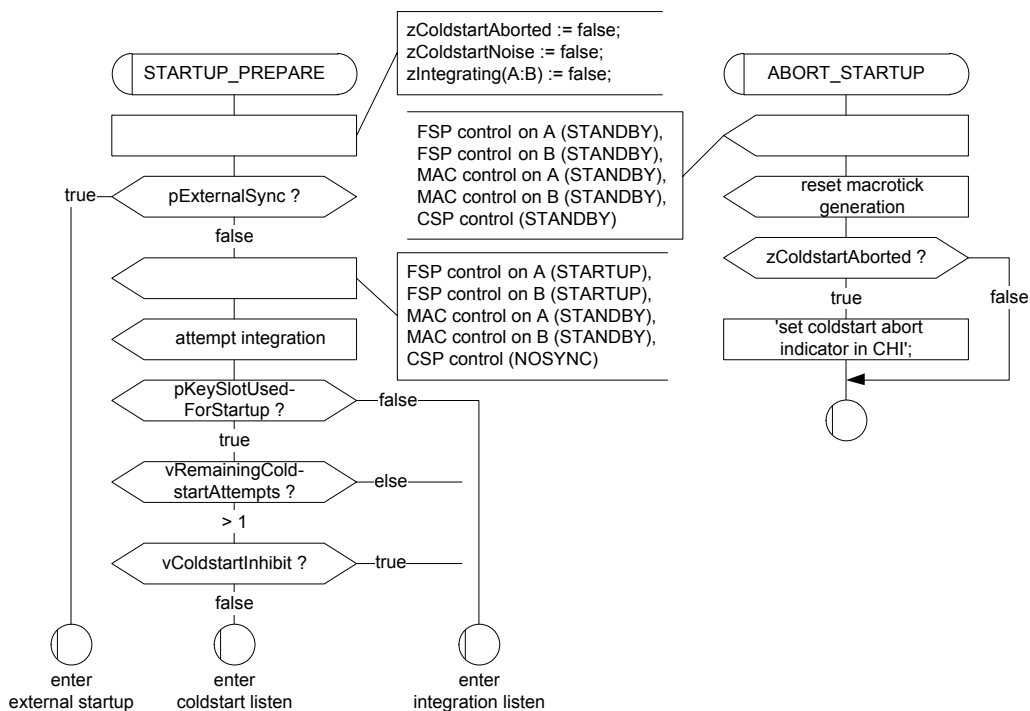 zColdstartAborted := false;
zColdstartNoise := false;
zIntegrating(A:B) := false;
STARTUP_PREPARE
pExternalSync ?
true
false
FSP control on A (STARTUP),
FSP control on B (STARTUP),
MAC control on A (STANDBY),
MAC control on B (STANDBY),
CSP control (NOSYNC)
attempt integration
pKeySlotUsed-
ForStartup ?
false
true
vRemainingCold-
startAttempts ?
else
> 1
vColdstartInhibit ?
true
false
enter
external startup
enter
coldstart listen
enter
integration listen
ABORT_STARTUP
FSP control on A (STANDBY),
FSP control on B (STANDBY),
MAC control on A (STANDBY),
MAC control on B (STANDBY),
CSP control (STANDBY)
reset macrotick
generation
zColdstartAborted ?
true
false
'set coldstart abort
indicator in CHI';